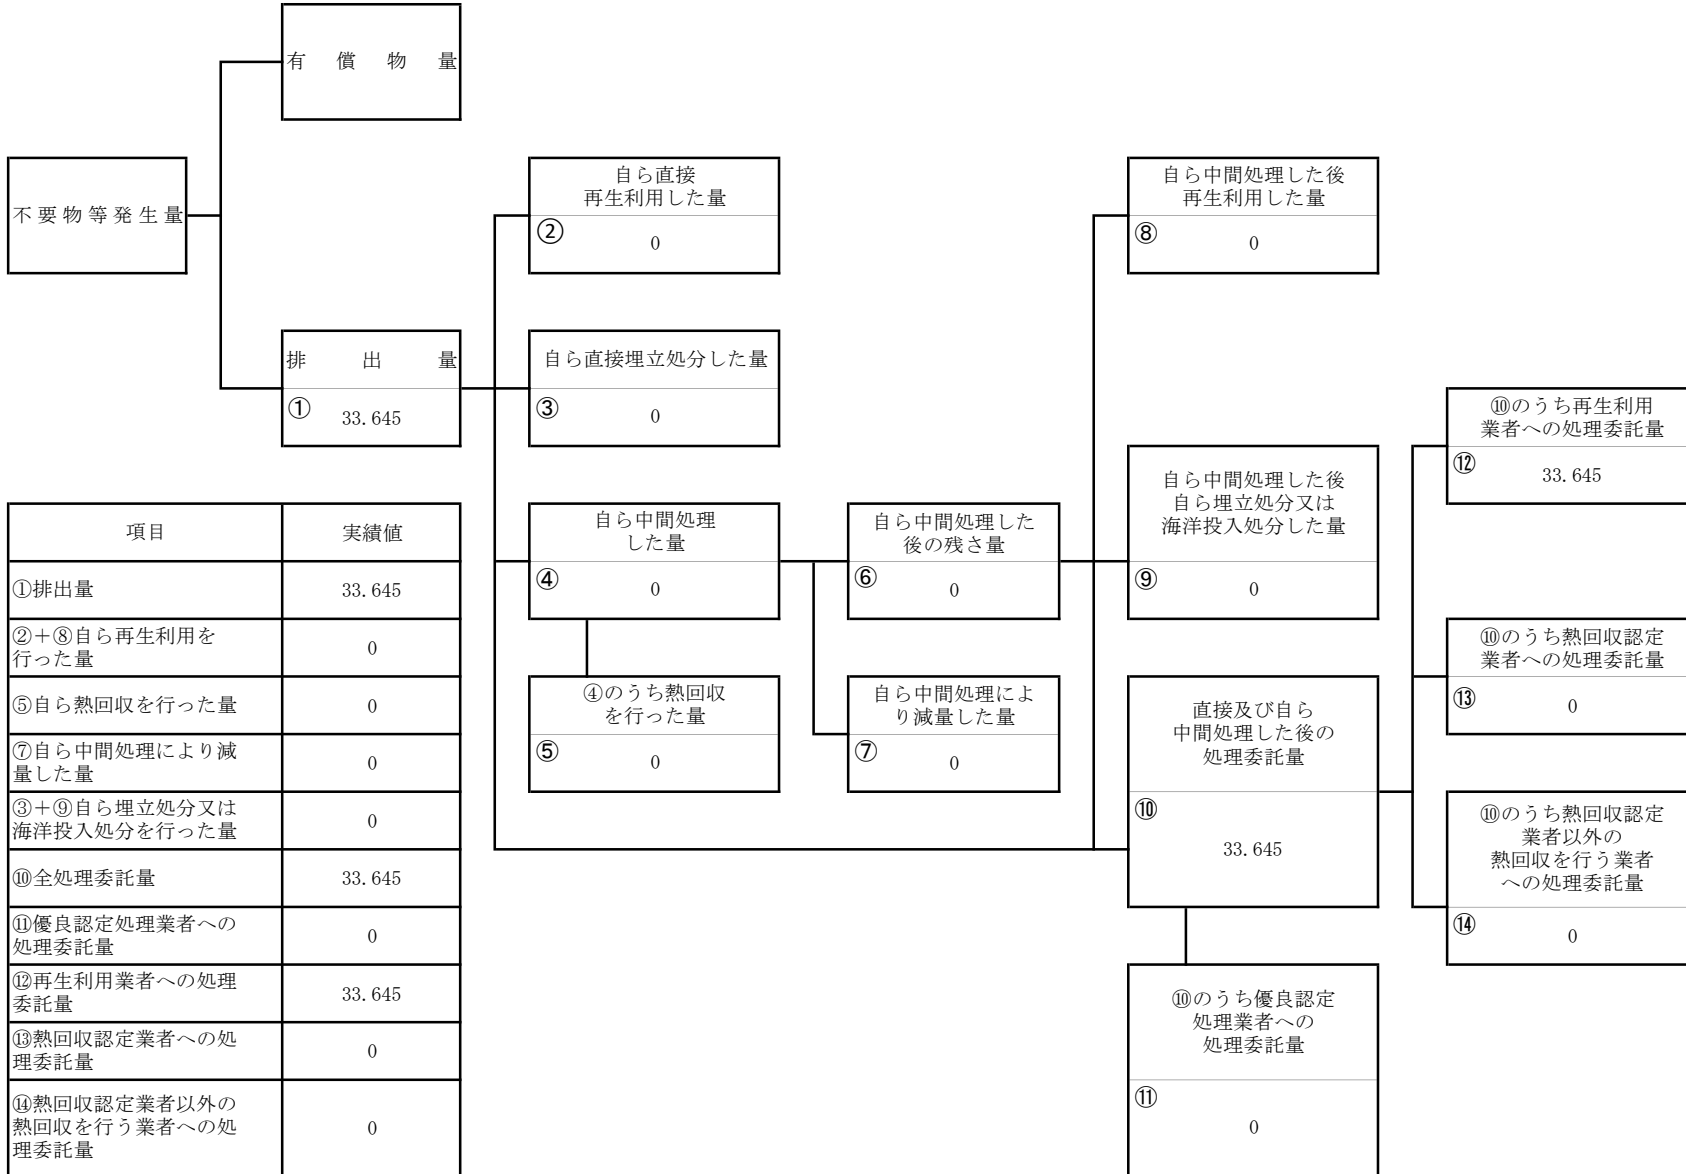 有償物量
不要物等発生量
自ら直接
再生利用した量
②
0
自ら中間処理した後
再生利用した量
⑧
0
排出量
①
33.645
自ら直接埋立処分した量
③
0
⑩のうち再生利用
業者への処理委託量
⑫
33.645
自ら中間処理
した量
④
0
自ら中間処理した
後の残さ量
⑥
0
自ら中間処理した後
自ら埋立処分又は
海洋投入処分した量
⑨
0
⑩のうち熱回収認定
業者への処理委託量
⑬
0
④のうち熱回収
を行った量
⑤
0
自ら中間処理によ
り減量した量
⑦
0
直接及び自ら
中間処理した後の
処理委託量
⑩
33.645
⑩のうち熱回収認定
業者以外の
熱回収を行う業者
への処理委託量
⑭
0
⑩のうち優良認定
処理業者への
処理委託量
⑪
0
項目
実績値
①排出量
33.645
②＋⑧自ら再生利用を
行った量
0
⑤自ら熱回収を行った量
0
⑦自ら中間処理により減
量した量
0
③＋⑨自ら埋立処分又は
海洋投入処分を行った量
0
⑩全処理委託量
33.645
⑪優良認定処理業者への
処理委託量
0
⑫再生利用業者への処理
委託量
33.645
⑬熱回収認定業者への処
理委託量
0
⑭熱回収認定業者以外の
熱回収を行う業者への処
理委託量
0